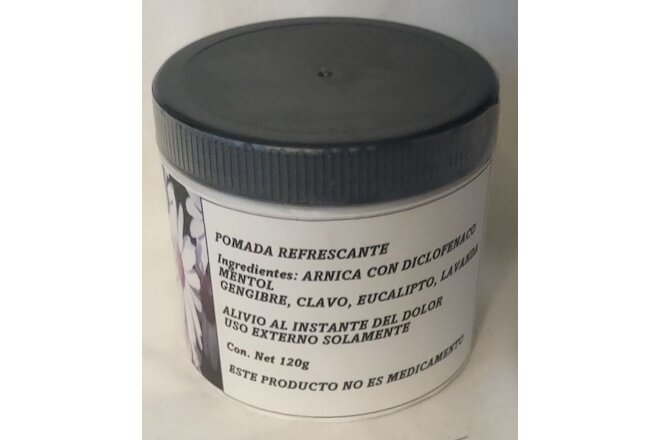 POMADA REFRESCANTE
Ingredientes: ARNICA CON DICLOFENACO
MENTOL
GENGIBRE, CLAVO, EUCALIPTO, LAVANDA
ALIVIO AL INSTANTE DEL DOLOR
USO EXTERNO SOLAMENTE
Con. Net 120g
ESTE PRODUCTO NO ES MEDICAMENTO